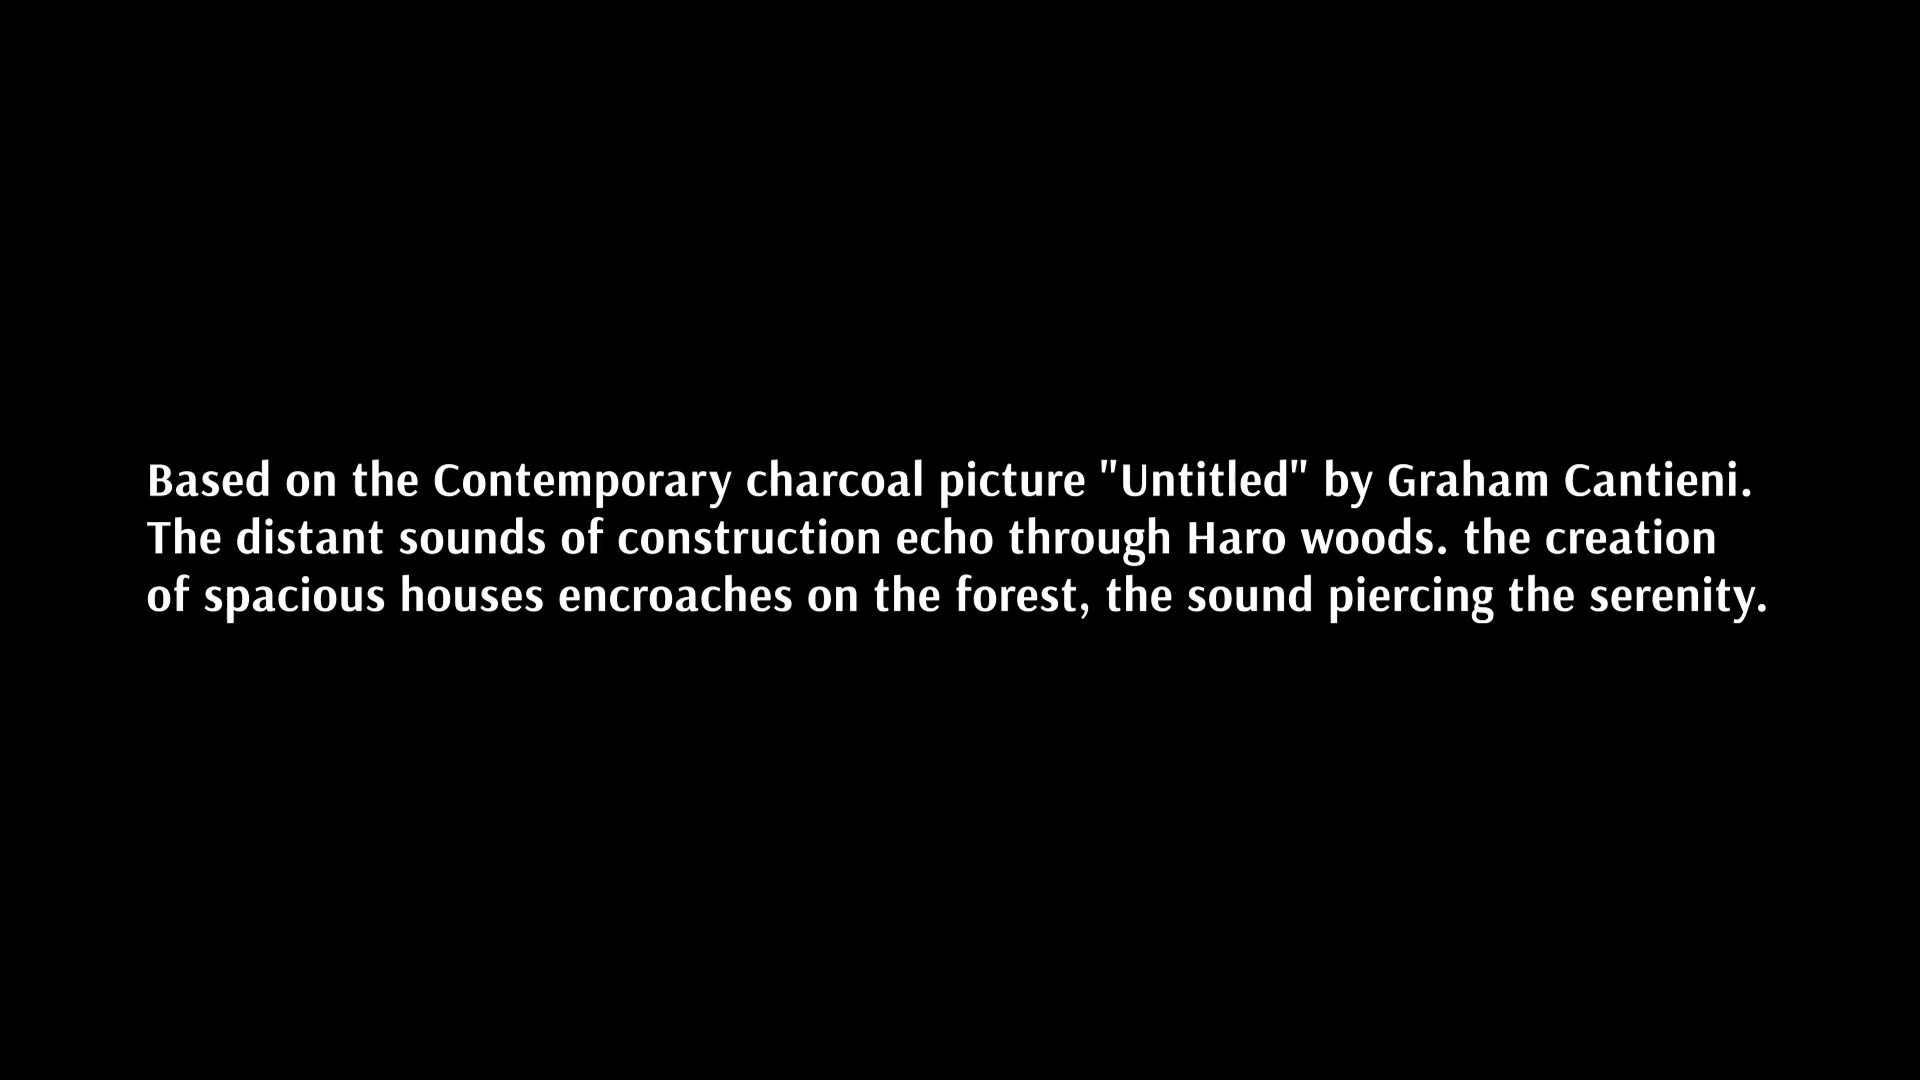 Based on the Contemporary charcoal picture "Untitled" by Graham Cantieni.
The distant sounds of construction echo through Haro woods. the creation
of spacious houses encroaches on the forest, the sound piercing the serenity.